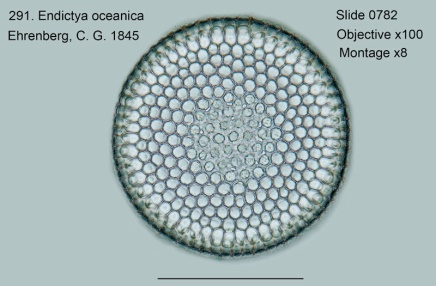 291. Endictya oceanica
Ehrenberg, C. G. 1845
Slide 0782
Objective x100
Montage x8